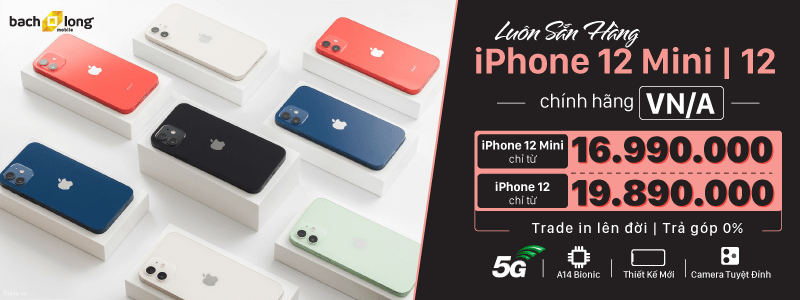 bach long
mobile
Luôn Sẵn Hàng
iPhone 12 Mini | 12
chính hãng VN/A
iPhone 12 Mini
chỉ từ
16.990.000
iPhone 12
chỉ từ
19.890.000
Trade in lên đời | Trả góp 0%
5G
A14 Bionic
Thiết Kế Mới
Camera Tuyệt Đỉnh